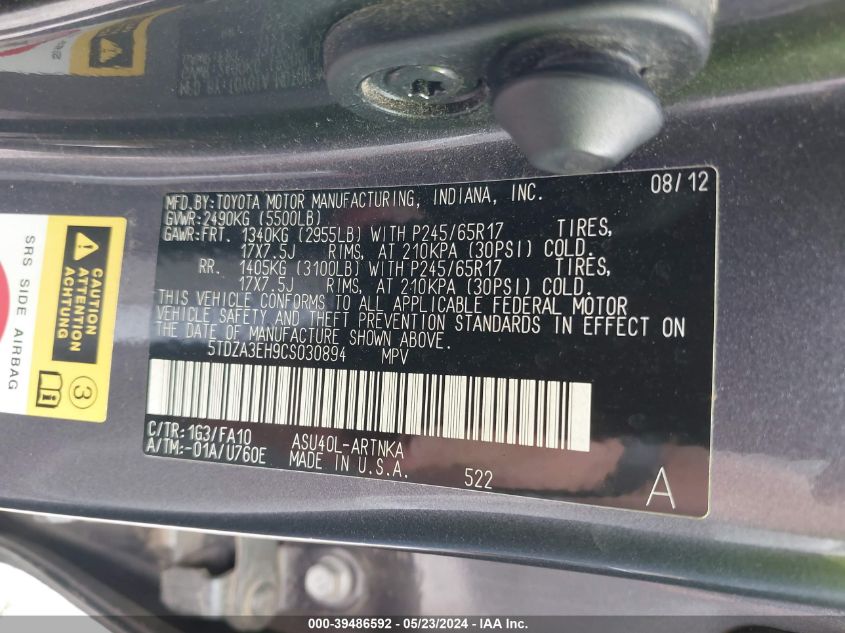 MFD.BY:TOYOTA MOTOR MANUFACTURING, INDIANA, INC. 08/12
GVWR:2490KG (5500LB)
GAWR:FRT. 1340KG (2955LB) WITH P245/65R17 TIRES,
17X7.5J RIMS, AT 210KPA (30PSI) COLD.
RR. 1405KG (3100LB) WITH P245/65R17 TIRES,
17X7.5J RIMS, AT 210KPA (30PSI) COLD.
THIS VEHICLE CONFORMS TO ALL APPLICABLE FEDERAL MOTOR
VEHICLE SAFETY AND THEFT PREVENTION STANDARDS IN EFFECT ON
THE DATE OF MANUFACTURE SHOWN ABOVE.
5TDZA3EH9CS030894 MPV
C/TR:1G3/FA10 ASU40L-ARTNKA
A/TM:-01A/U760E MADE IN U.S.A.
522
A
SRS SIDE AIRBAG
CAUTION
ATTENTION
ACHTUNG
3
000-39486592 / 05/23/2024 - IAA Inc.